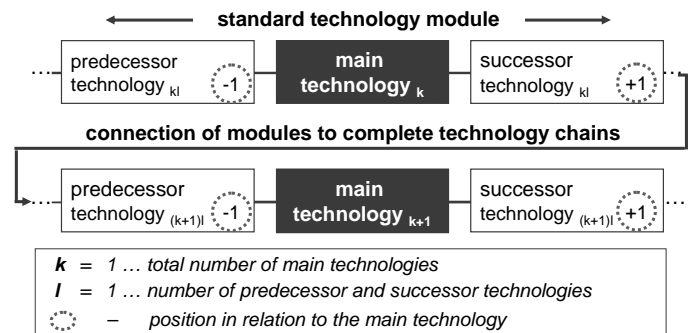 standard technology module
... predecessor technology kl -1
main technology k
successor technology kl +1 ...
connection of modules to complete technology chains
... predecessor technology (k+1)l -1
main technology k+1
successor technology (k+1)l +1 ...
k = 1 ... total number of main technologies
l = 1 ... number of predecessor and successor technologies
– position in relation to the main technology